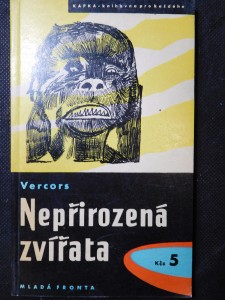 KAPKA - knihovna pro každého
Vercors
Nepřirozená
zvířata
Kčs 5
MLADÁ FRONTA